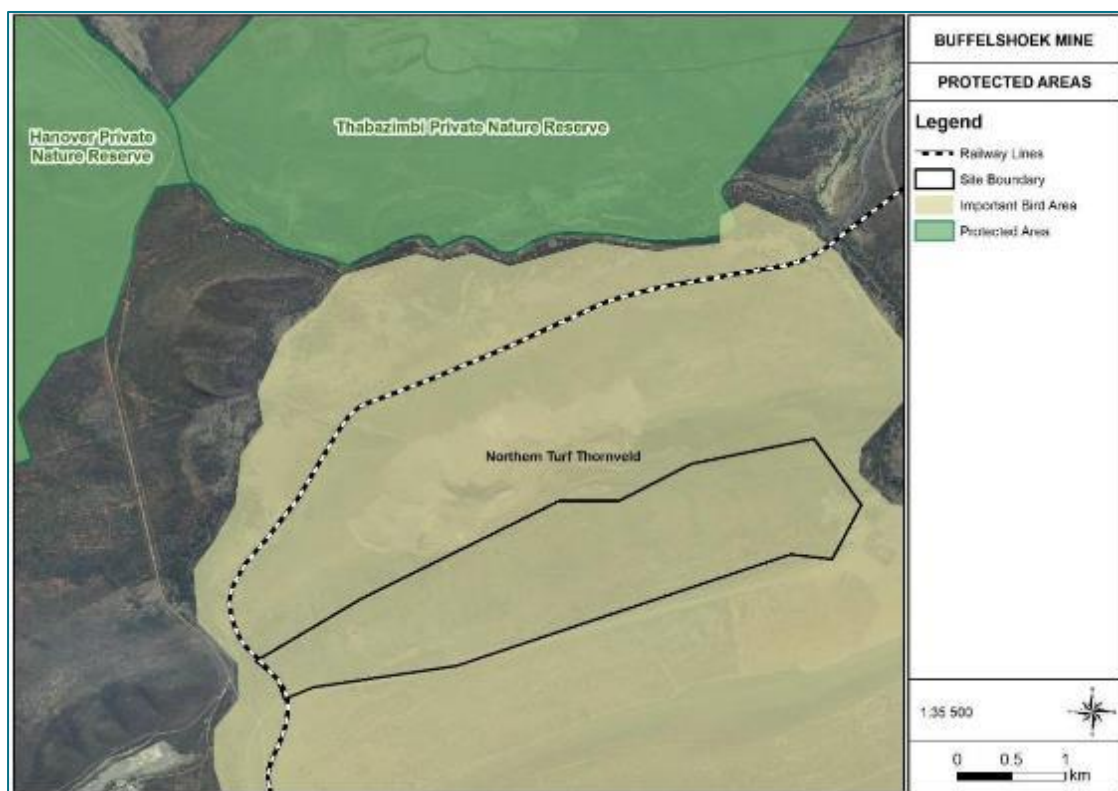 BUFFELSHOEK MINE
PROTECTED AREAS
Legend
Railway Lines
Site Boundary
Important Bird Area
Protected Area
Hanover Private
Nature Reserve
Thabazimbi Private Nature Reserve
Northern Turf Thornveld
1:35 500
0 0.5 1
km